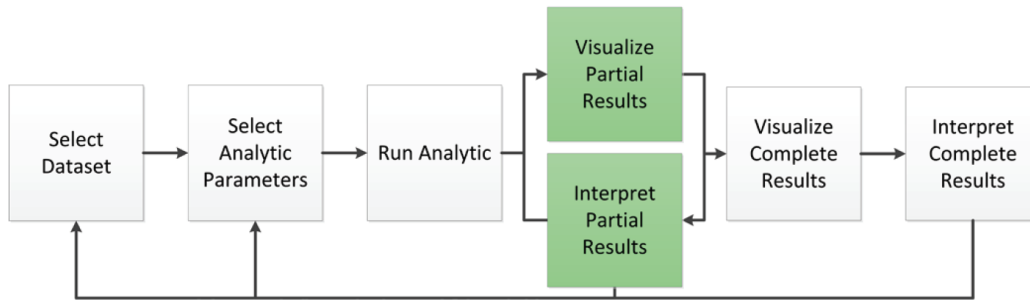 Select
Dataset
Select
Analytic
Parameters
Run Analytic
Visualize
Partial
Results
Interpret
Partial
Results
Visualize
Complete
Results
Interpret
Complete
Results